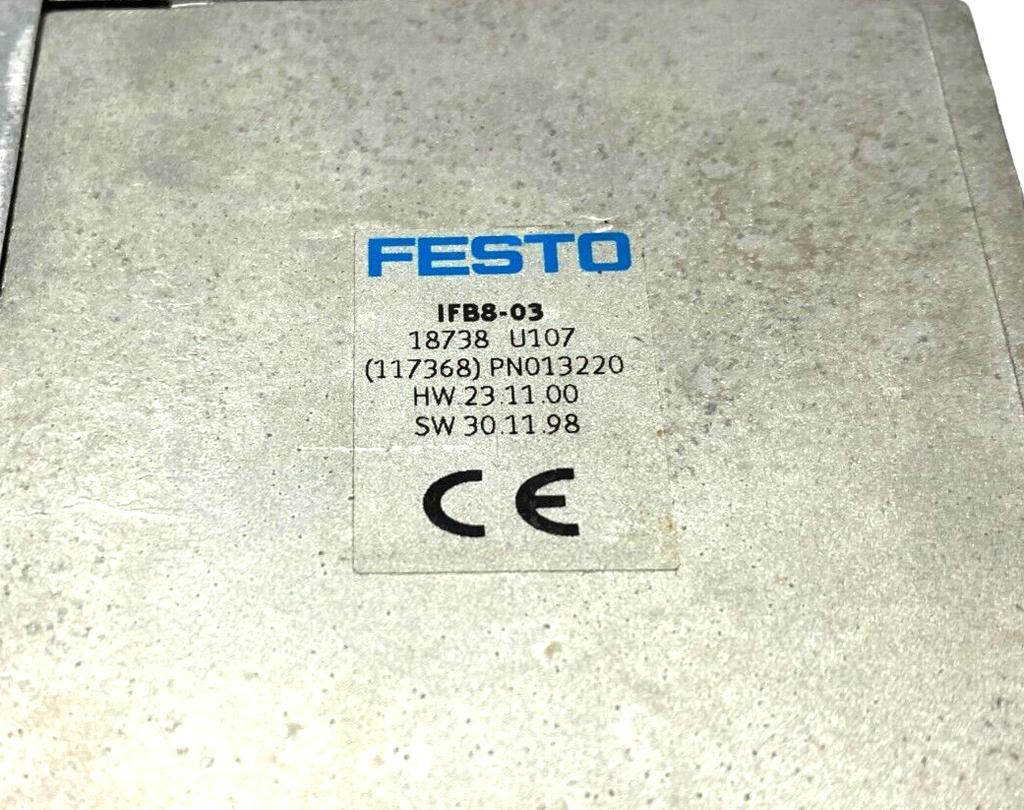 FESTO
IFB8-03
18738 U107
(117368) PN013220
HW 23.11.00
SW 30.11.98
CE